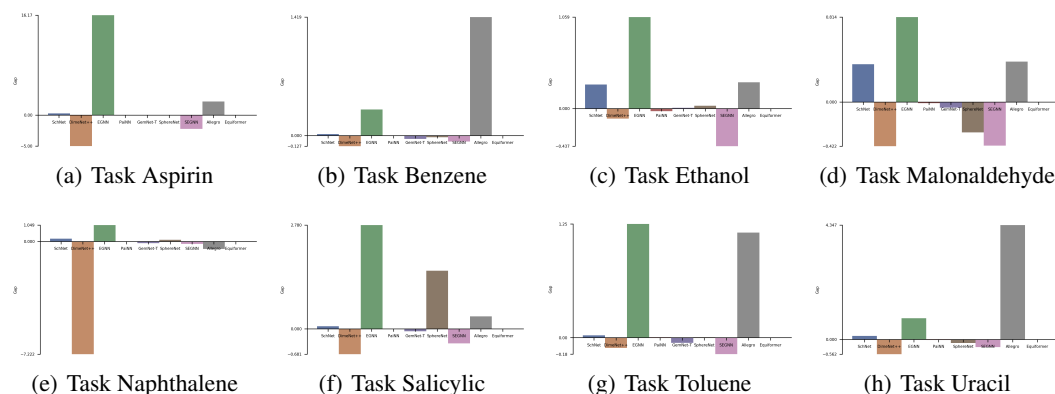 16.17
Gap
0.00
SchNet DimeNet++ EGNN PaiNN GemNet-T SphereNet SEGNN Allegro Equiformer
-5.00
(a) Task Aspirin
1.419
Gap
0.000
SchNet DimeNet++ EGNN PaiNN GemNet-T SphereNet SEGNN Allegro Equiformer
-0.127
(b) Task Benzene
1.059
Gap
0.000
SchNet DimeNet++ EGNN PaiNN GemNet-T SphereNet SEGNN Allegro Equiformer
-0.437
(c) Task Ethanol
0.814
Gap
0.000
SchNet DimeNet++ EGNN PaiNN GemNet-T SphereNet SEGNN Allegro Equiformer
-0.422
(d) Task Malonaldehyde
1.049
0.000
SchNet DimeNet++ EGNN PaiNN GemNet-T SphereNet SEGNN Allegro Equiformer
Gap
(e) Task Naphthalene
2.780
Gap
0.000
SchNet DimeNet++ EGNN PaiNN GemNet-T SphereNet SEGNN Allegro Equiformer
-0.681
(f) Task Salicylic
1.25
Gap
0.00
SchNet DimeNet++ EGNN PaiNN GemNet-T SphereNet SEGNN Allegro Equiformer
-0.18
(g) Task Toluene
4.347
Gap
0.000
SchNet DimeNet++ EGNN PaiNN SphereNet SEGNN Allegro Equiformer
-0.562
(h) Task Uracil